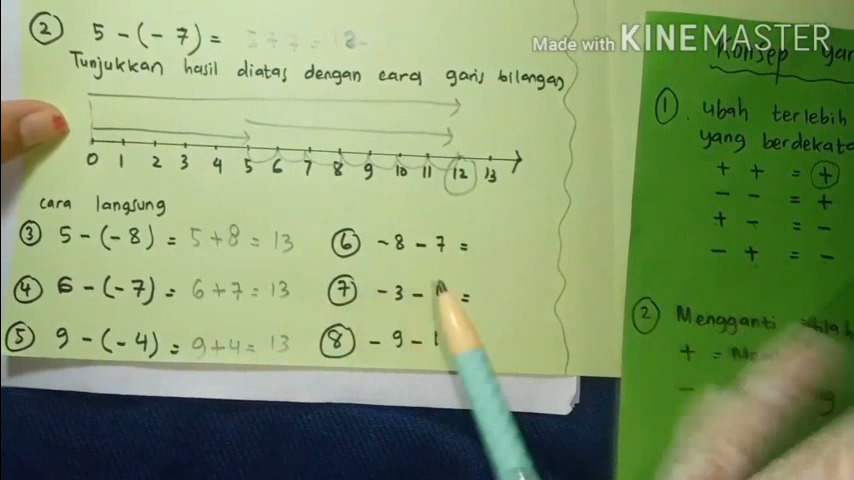 Made with KINEMASTER
② 5 - (- 7) = 5 + 7 = 12
Tunjukkan hasil diatas dengan cara garis bilangan
0 1 2 3 4 5 6 7 8 9 10 11 12 13
cara langsung
③ 5 - (- 8) = 5 + 8 = 13
④ 6 - (- 7) = 6 + 7 = 13
⑤ 9 - (- 4) = 9 + 4 = 13
⑥ - 8 - 7 =
⑦ - 3 - =
⑧ - 9 -
Konsep
① ubah terlebih
yang berdekata
+ + = +
- - = +
+ - = -
- + = -
② Mengganti
+ =
-